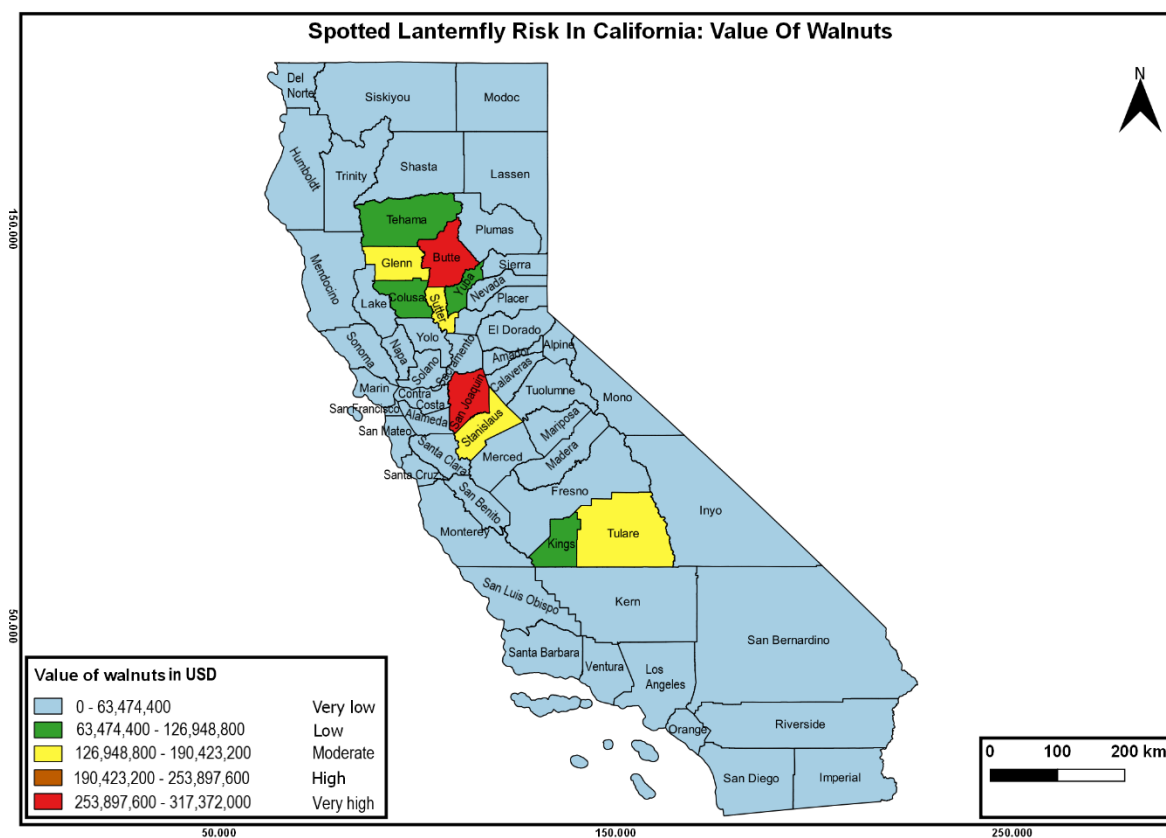 Spotted Lanternfly Risk In California: Value Of Walnuts
N
Del
Norte
Siskiyou
Modoc
Humboldt
Trinity
Shasta
Lassen
150.000
Tehama
Plumas
Butte
Glenn
Sierra
Mendocino
Yuba
Nevada
Colusa
Lake
Sutter
Placer
Yolo
El Dorado
Sonoma
Napa
Solano
Sacramento
Amador
Alpine
Calaveras
Marin
Contra
Costa
San Joaquin
Tuolumne
Mono
San Francisco
Alameda
Stanislaus
Mariposa
San Mateo
Santa Clara
Merced
Madera
Santa Cruz
San Benito
Fresno
Inyo
Monterey
Kings
Tulare
50.000
San Luis Obispo
Kern
San Bernardino
Santa Barbara
Ventura
Los
Angeles
Orange
Riverside
San Diego
Imperial
Value of walnuts in USD
0 - 63,474,400 Very low
63,474,400 - 126,948,800 Low
126,948,800 - 190,423,200 Moderate
190,423,200 - 253,897,600 High
253,897,600 - 317,372,000 Very high
0 100 200 km
50.000 150.000 250.000